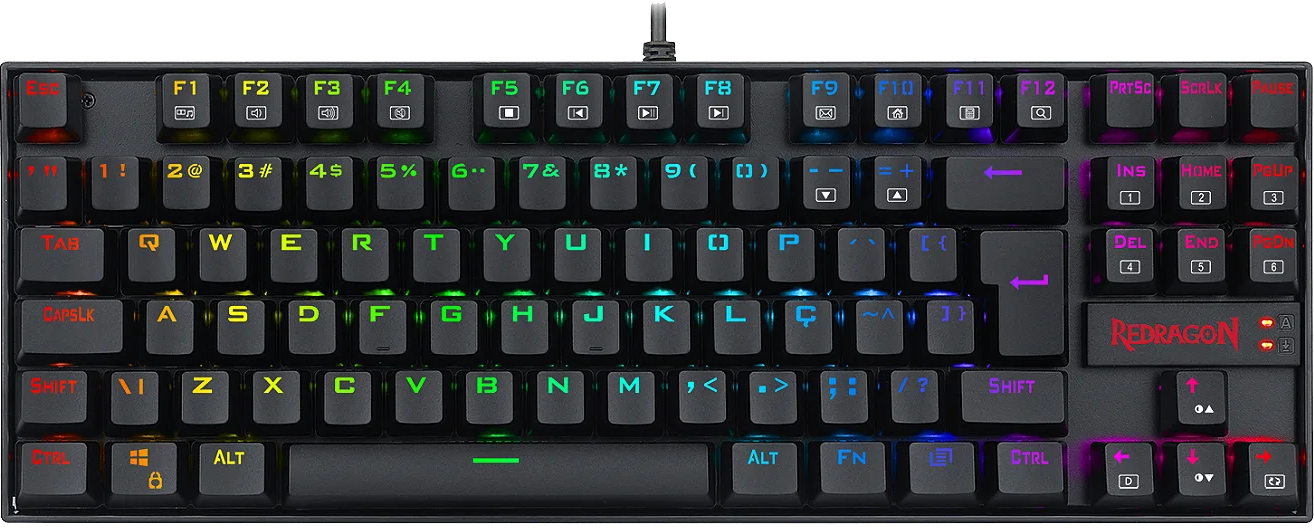 Esc F1 F2 F3 F4 F5 F6 F7 F8 F9 F10 F11 F12 PrtSc ScrLk Pause
' " 1 ! 2 @ 3 # 4 $ 5 % 6 ¨ 7 & 8 * 9 ( 0 ) - - = + Ins 1 Home 2 PgUp 3
Tab Q W E R T Y U I O P ´ ` [ { Del 4 End 5 PgDn 6
CapsLk A S D F G H J K L Ç ~ ^ ] } REDRAGON A
Shift \ | Z X C V B N M , < . > ; : / ? Shift
Ctrl Alt Alt Fn Ctrl D